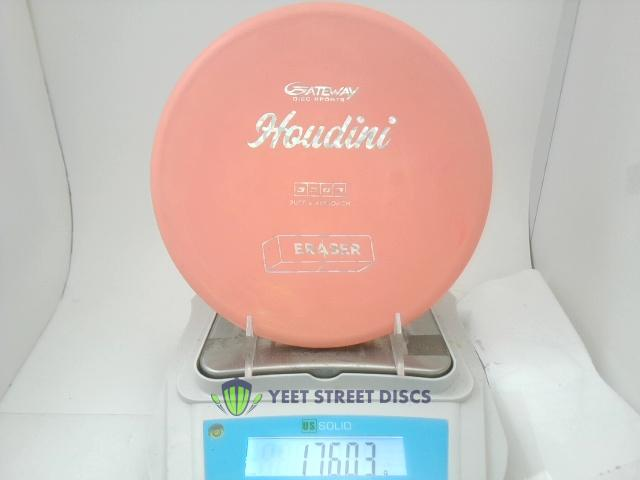 GATEWAY
DISC SPORTS
Houdini
PUTT & APPROACH
ERASER
YEET STREET DISCS
US SOLID
176.03 g